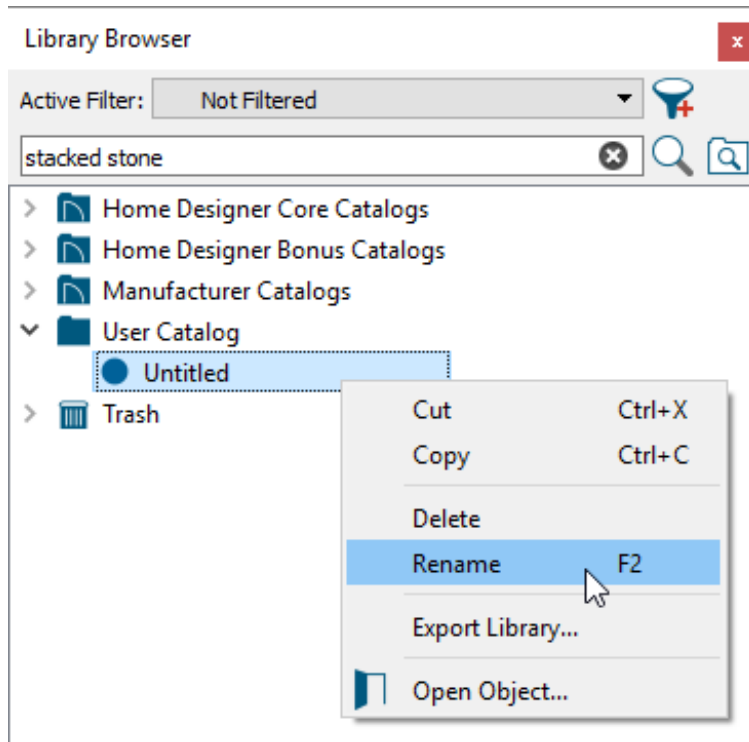 Library Browser
x
Active Filter: Not Filtered
stacked stone
Home Designer Core Catalogs
Home Designer Bonus Catalogs
Manufacturer Catalogs
User Catalog
Untitled
Trash
Cut Ctrl+X
Copy Ctrl+C
Delete
Rename F2
Export Library...
Open Object...